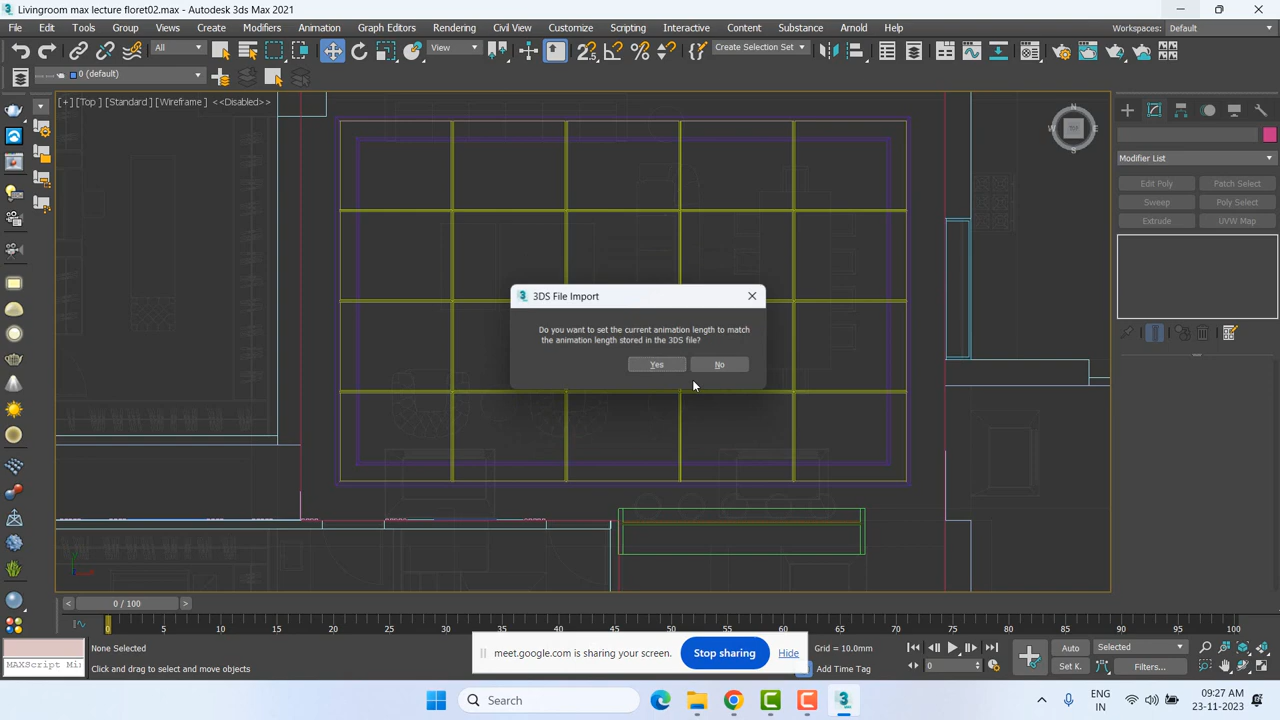 Livingroom max lecture floret02.max - Autodesk 3ds Max 2021
File Edit Tools Group Views Create Modifiers Animation Graph Editors Rendering Civil View Customize Scripting Interactive Content Substance Arnold Help
Workspaces: Default
All
View
Create Selection Set
0 (default)
[+] [Top ] [Standard ] [Wireframe ] <<Disabled>>
N
W E
S
Modifier List
Edit Poly Patch Select
Sweep Poly Select
Extrude UVW Map
3DS File Import
Do you want to set the current animation length to match
the animation length stored in the 3DS file?
Yes No
< 0 / 100 >
0 5 10 15 20 25 30 35 40 45 50 55 60 65 70 75 80 85 90 95 100
None Selected
MAXScript Mi
Click and drag to select and move objects
meet.google.com is sharing your screen.
Stop sharing
Hide
Grid = 10.0mm
Add Time Tag
0
Auto
Selected
Set K.
Filters...
Search
ENG
IN
09:27 AM
23-11-2023